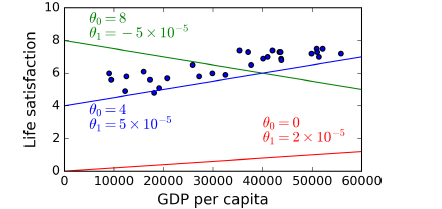 10
θ₀ = 8
θ₁ = −5 × 10⁻⁵
8
6
4
2
0
Life satisfaction
θ₀ = 4
θ₁ = 5 × 10⁻⁵
θ₀ = 0
θ₁ = 2 × 10⁻⁵
0 10000 20000 30000 40000 50000 60000
GDP per capita